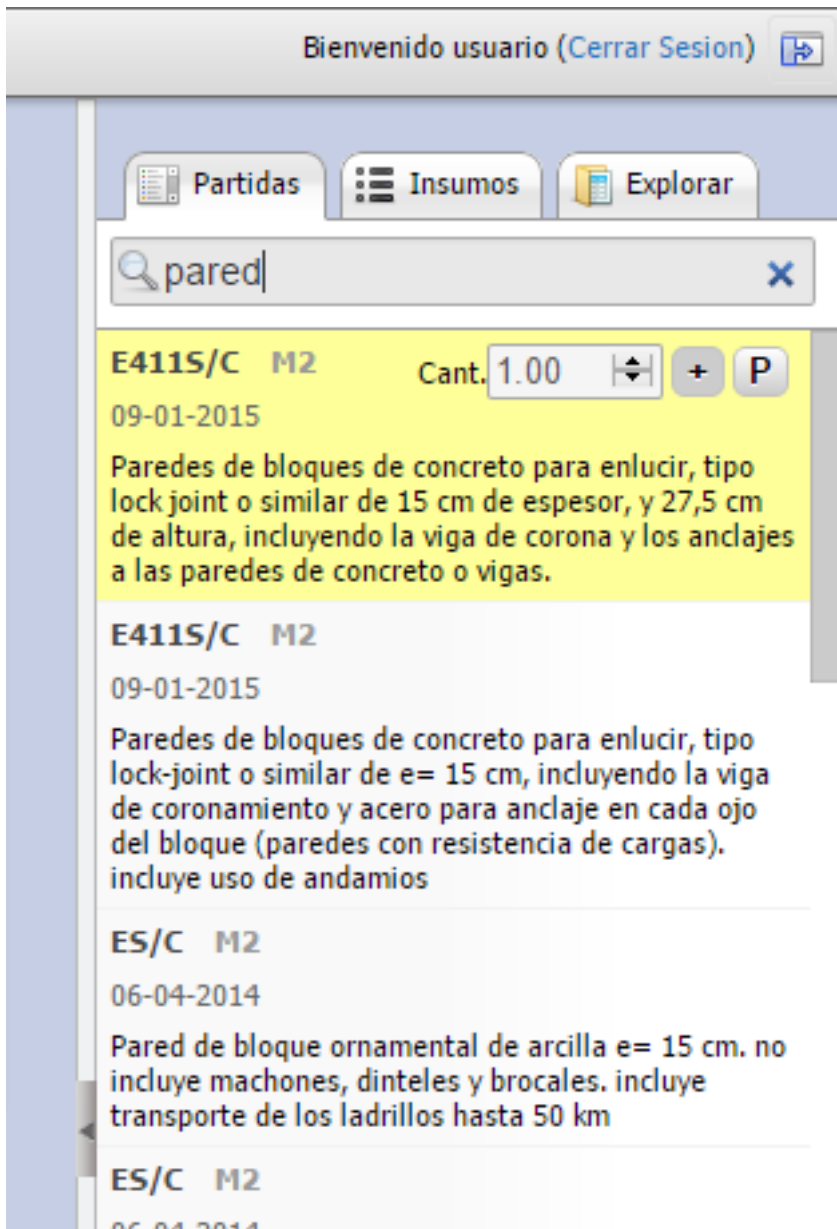 Bienvenido usuario (Cerrar Sesion)
Partidas Insumos Explorar
pared
E411S/C M2 Cant. 1.00 + P
09-01-2015
Paredes de bloques de concreto para enlucir, tipo
lock joint o similar de 15 cm de espesor, y 27,5 cm
de altura, incluyendo la viga de corona y los anclajes
a las paredes de concreto o vigas.
E411S/C M2
09-01-2015
Paredes de bloques de concreto para enlucir, tipo
lock-joint o similar de e= 15 cm, incluyendo la viga
de coronamiento y acero para anclaje en cada ojo
del bloque (paredes con resistencia de cargas).
incluye uso de andamios
ES/C M2
06-04-2014
Pared de bloque ornamental de arcilla e= 15 cm. no
incluye machones, dinteles y brocales. incluye
transporte de los ladrillos hasta 50 km
ES/C M2
06-04-2014